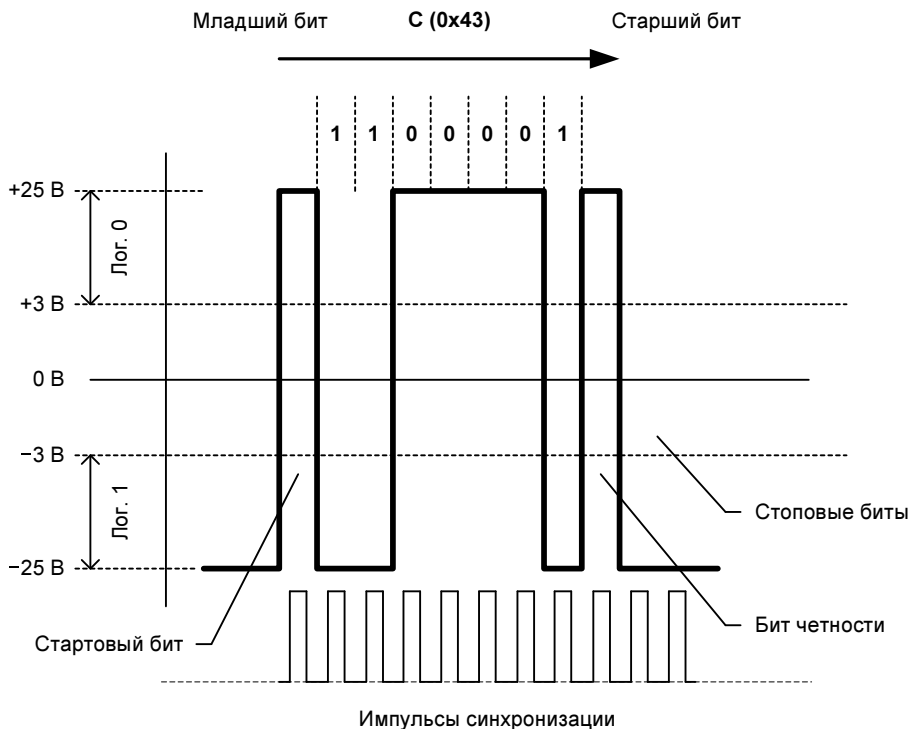 Младший бит
C (0x43)
Старший бит
1 1 0 0 0 0 1
+25 В
Лог. 0
+3 В
0 В
−3 В
Лог. 1
−25 В
Стоповые биты
Стартовый бит
Бит четности
Импульсы синхронизации